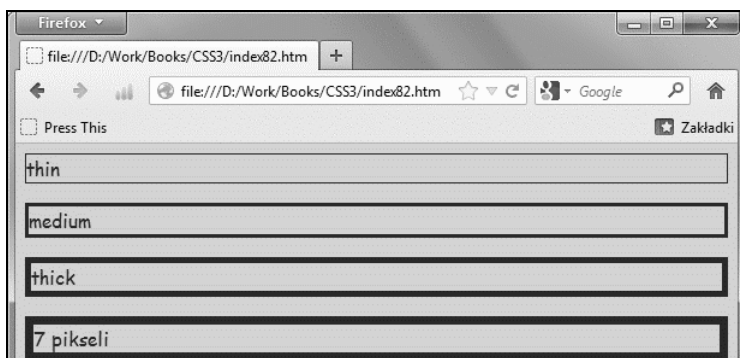 Firefox
file:///D:/Work/Books/CSS3/index82.htm
file:///D:/Work/Books/CSS3/index82.htm Google
Press This Zakładki
thin
medium
thick
7 pikseli